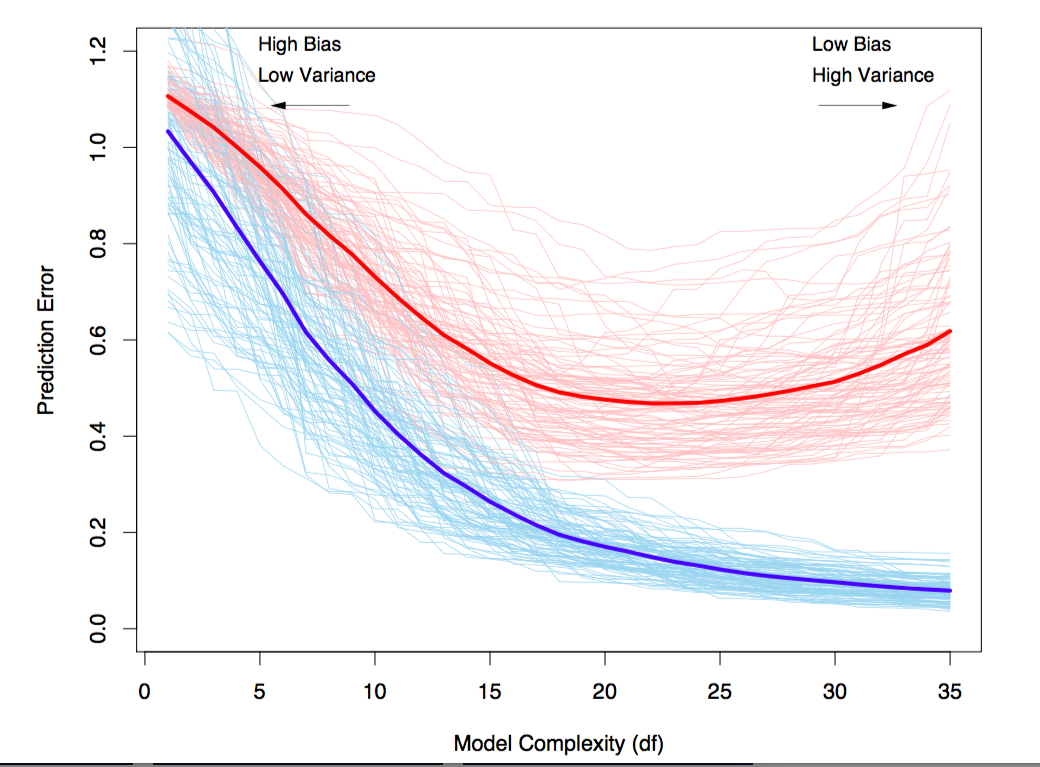 High Bias
Low Variance
Low Bias
High Variance
1.2
1.0
0.8
0.6
0.4
0.2
0.0
Prediction Error
0 5 10 15 20 25 30 35
Model Complexity (df)